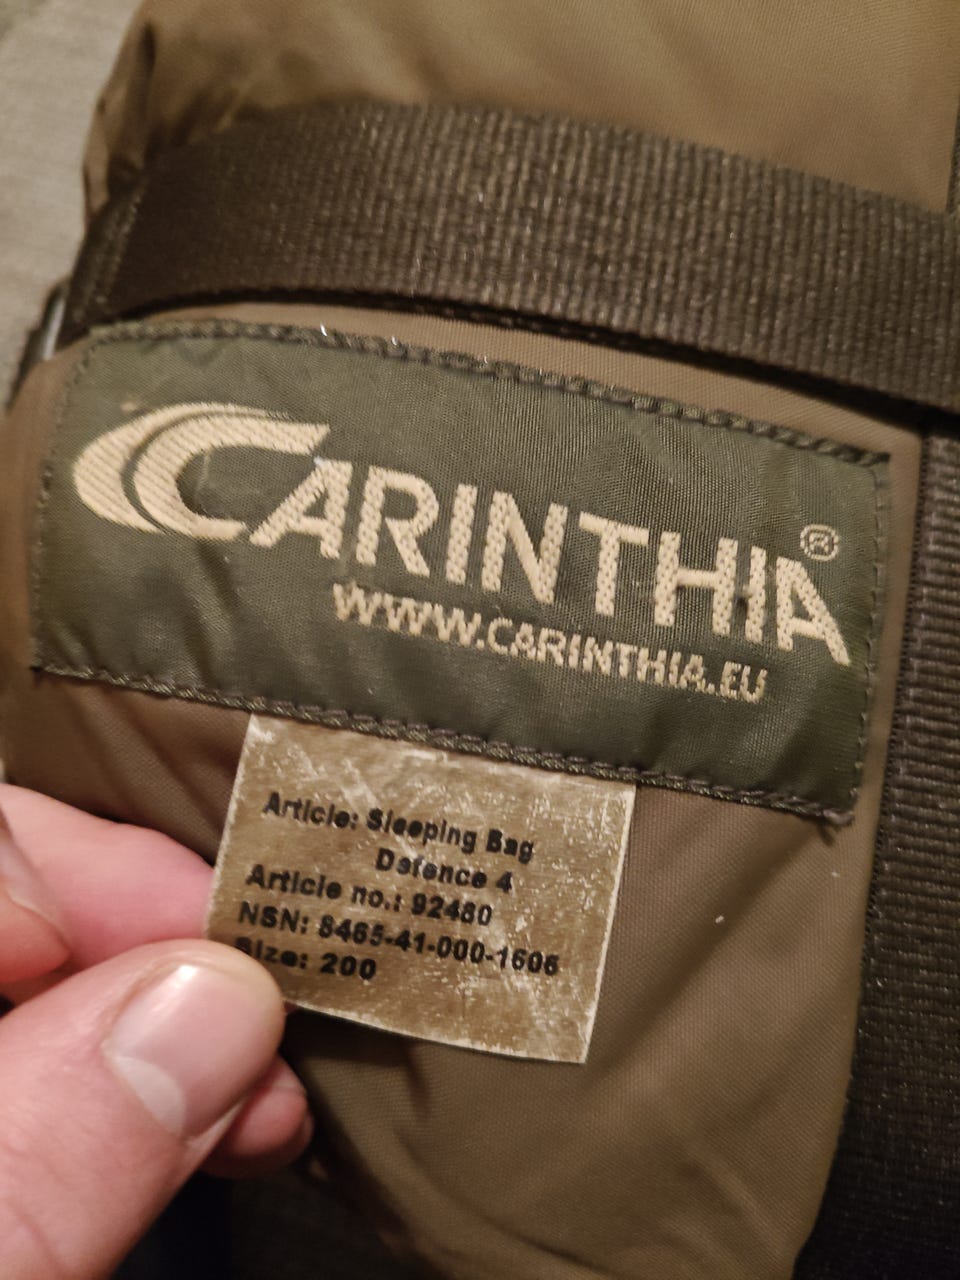 CARINTHIA®
WWW.CARINTHIA.EU
Article: Sleeping Bag
Defence 4
Article no.: 92480
NSN: 8465-41-000-1606
Size: 200